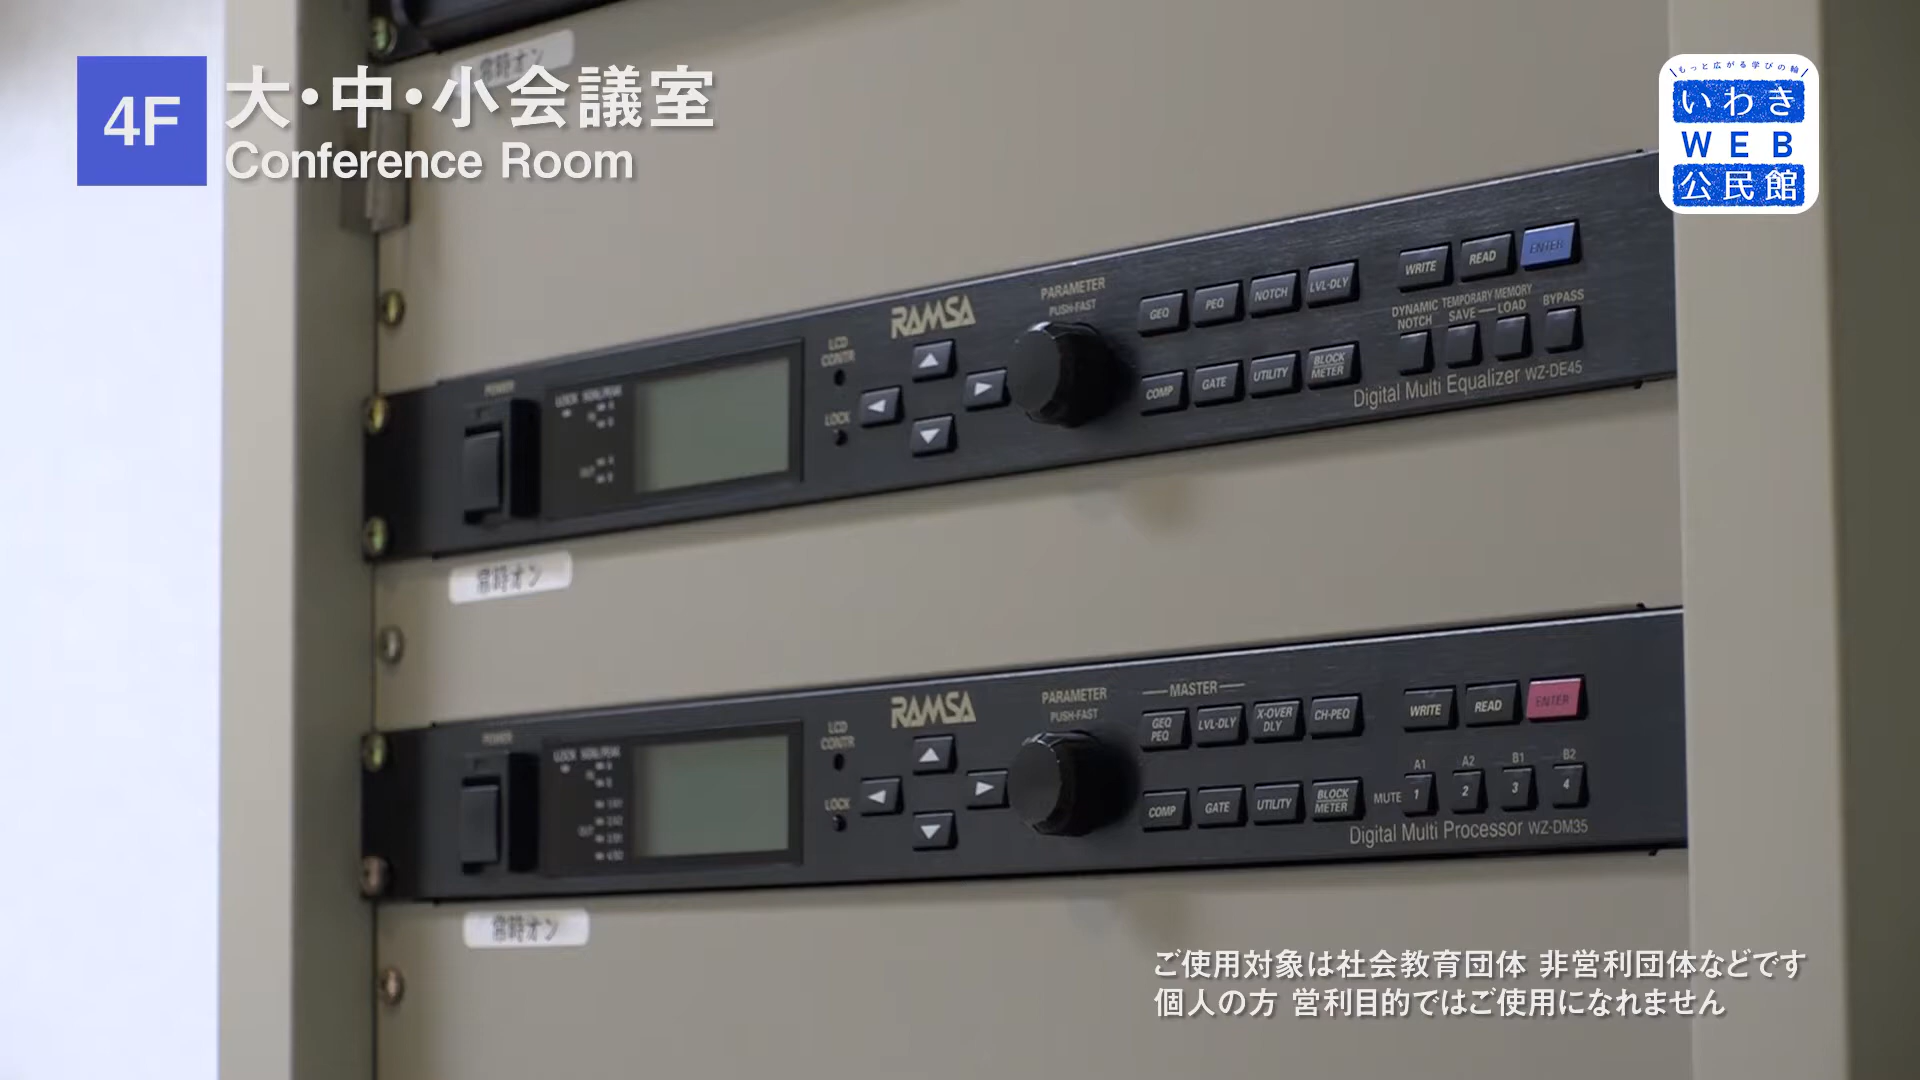 常時オン
4F
大・中・小会議室
Conference Room
もっと広がる学びの輪
いわき
WEB
公民館
RAMSA
PARAMETER
PUSH-FAST
LCD
CONTR
LOCK
POWER
GEQ
PEQ
NOTCH
LVL-DLY
WRITE
READ
ENTER
DYNAMIC
NOTCH
TEMPORARY MEMORY
SAVE
LOAD
BYPASS
COMP
GATE
UTILITY
BLOCK
METER
Digital Multi Equalizer WZ-DE45
常時オン
RAMSA
PARAMETER
PUSH-FAST
LCD
CONTR
LOCK
POWER
MASTER
GEQ
PEQ
LVL-DLY
X-OVER
DLY
CH-PEQ
WRITE
READ
ENTER
COMP
GATE
UTILITY
BLOCK
METER
A1
A2
B1
B2
MUTE
1
2
3
4
Digital Multi Processor WZ-DM35
常時オン
ご使用対象は社会教育団体 非営利団体などです
個人の方 営利目的ではご使用になれません